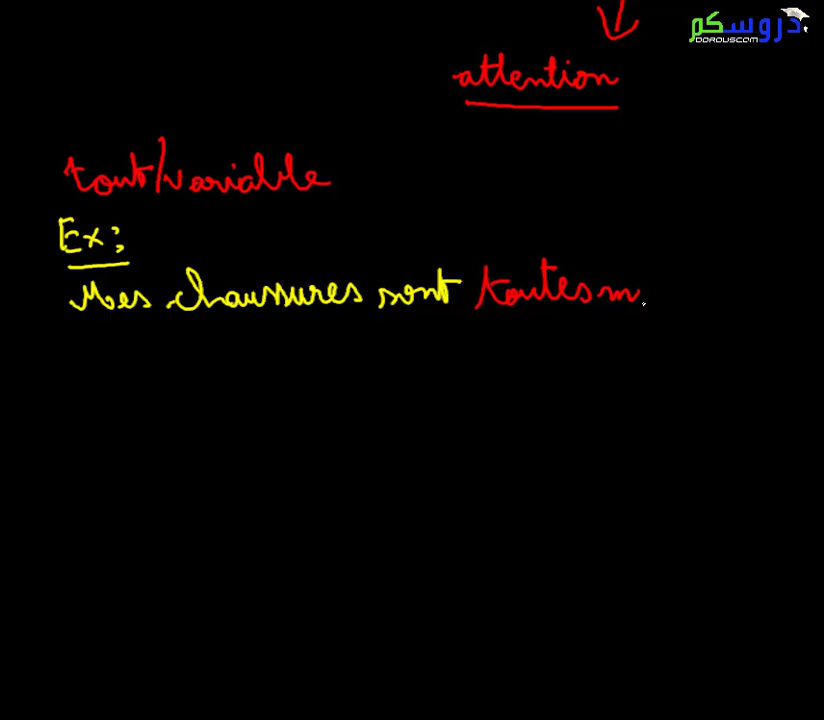 دروسكم
DOROUSCOM
attention
tout/variable
Ex:
Mes chaussures sont toutes m